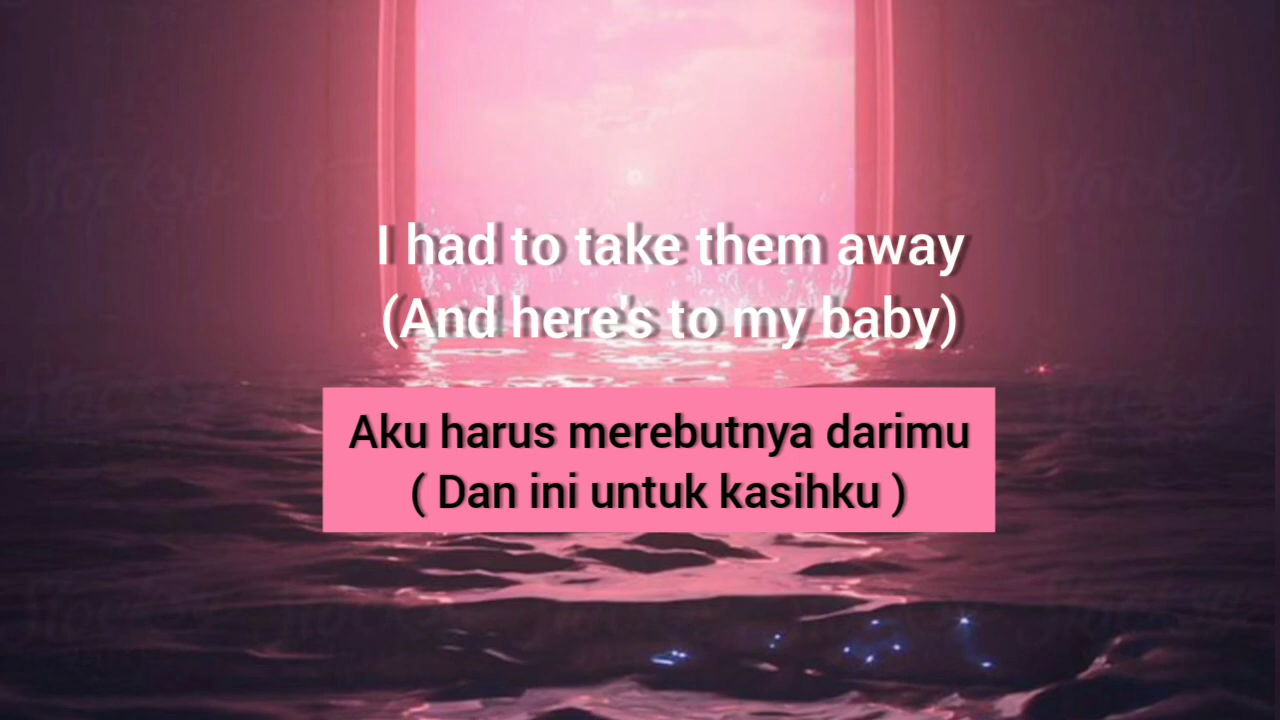 I had to take them away
(And here's to my baby)
Aku harus merebutnya darimu
( Dan ini untuk kasihku )